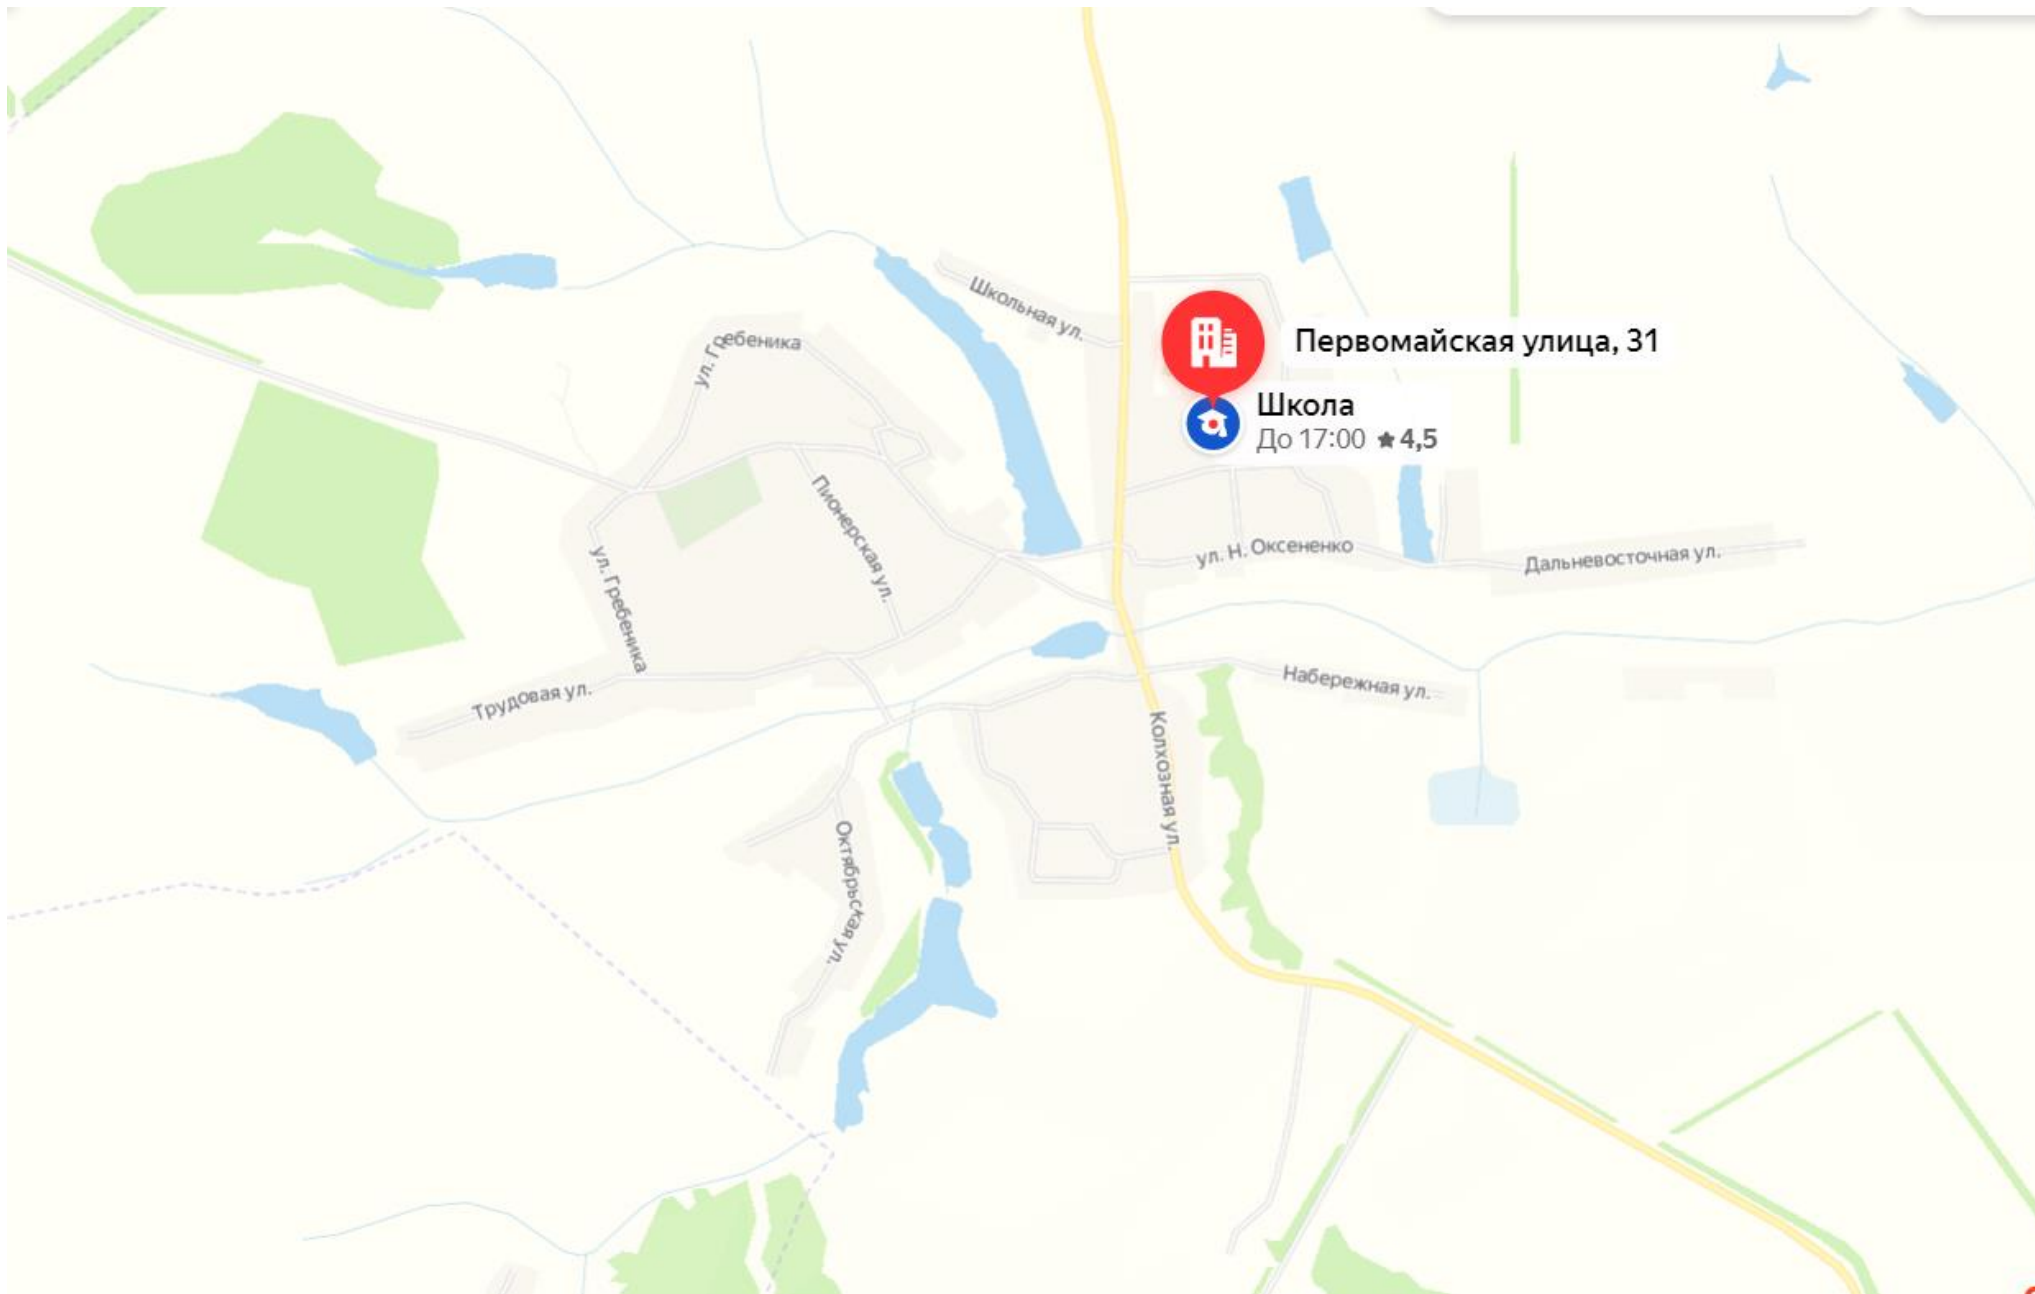 Школьная ул.
ул. Гребеника
Первомайская улица, 31
Школа
До 17:00 ★ 4,5
Пионерская ул.
ул. Н. Оксененко
Дальневосточная ул.
ул. Гребеника
Трудовая ул.
Набережная ул.
Колхозная ул.
Октябрьская ул.